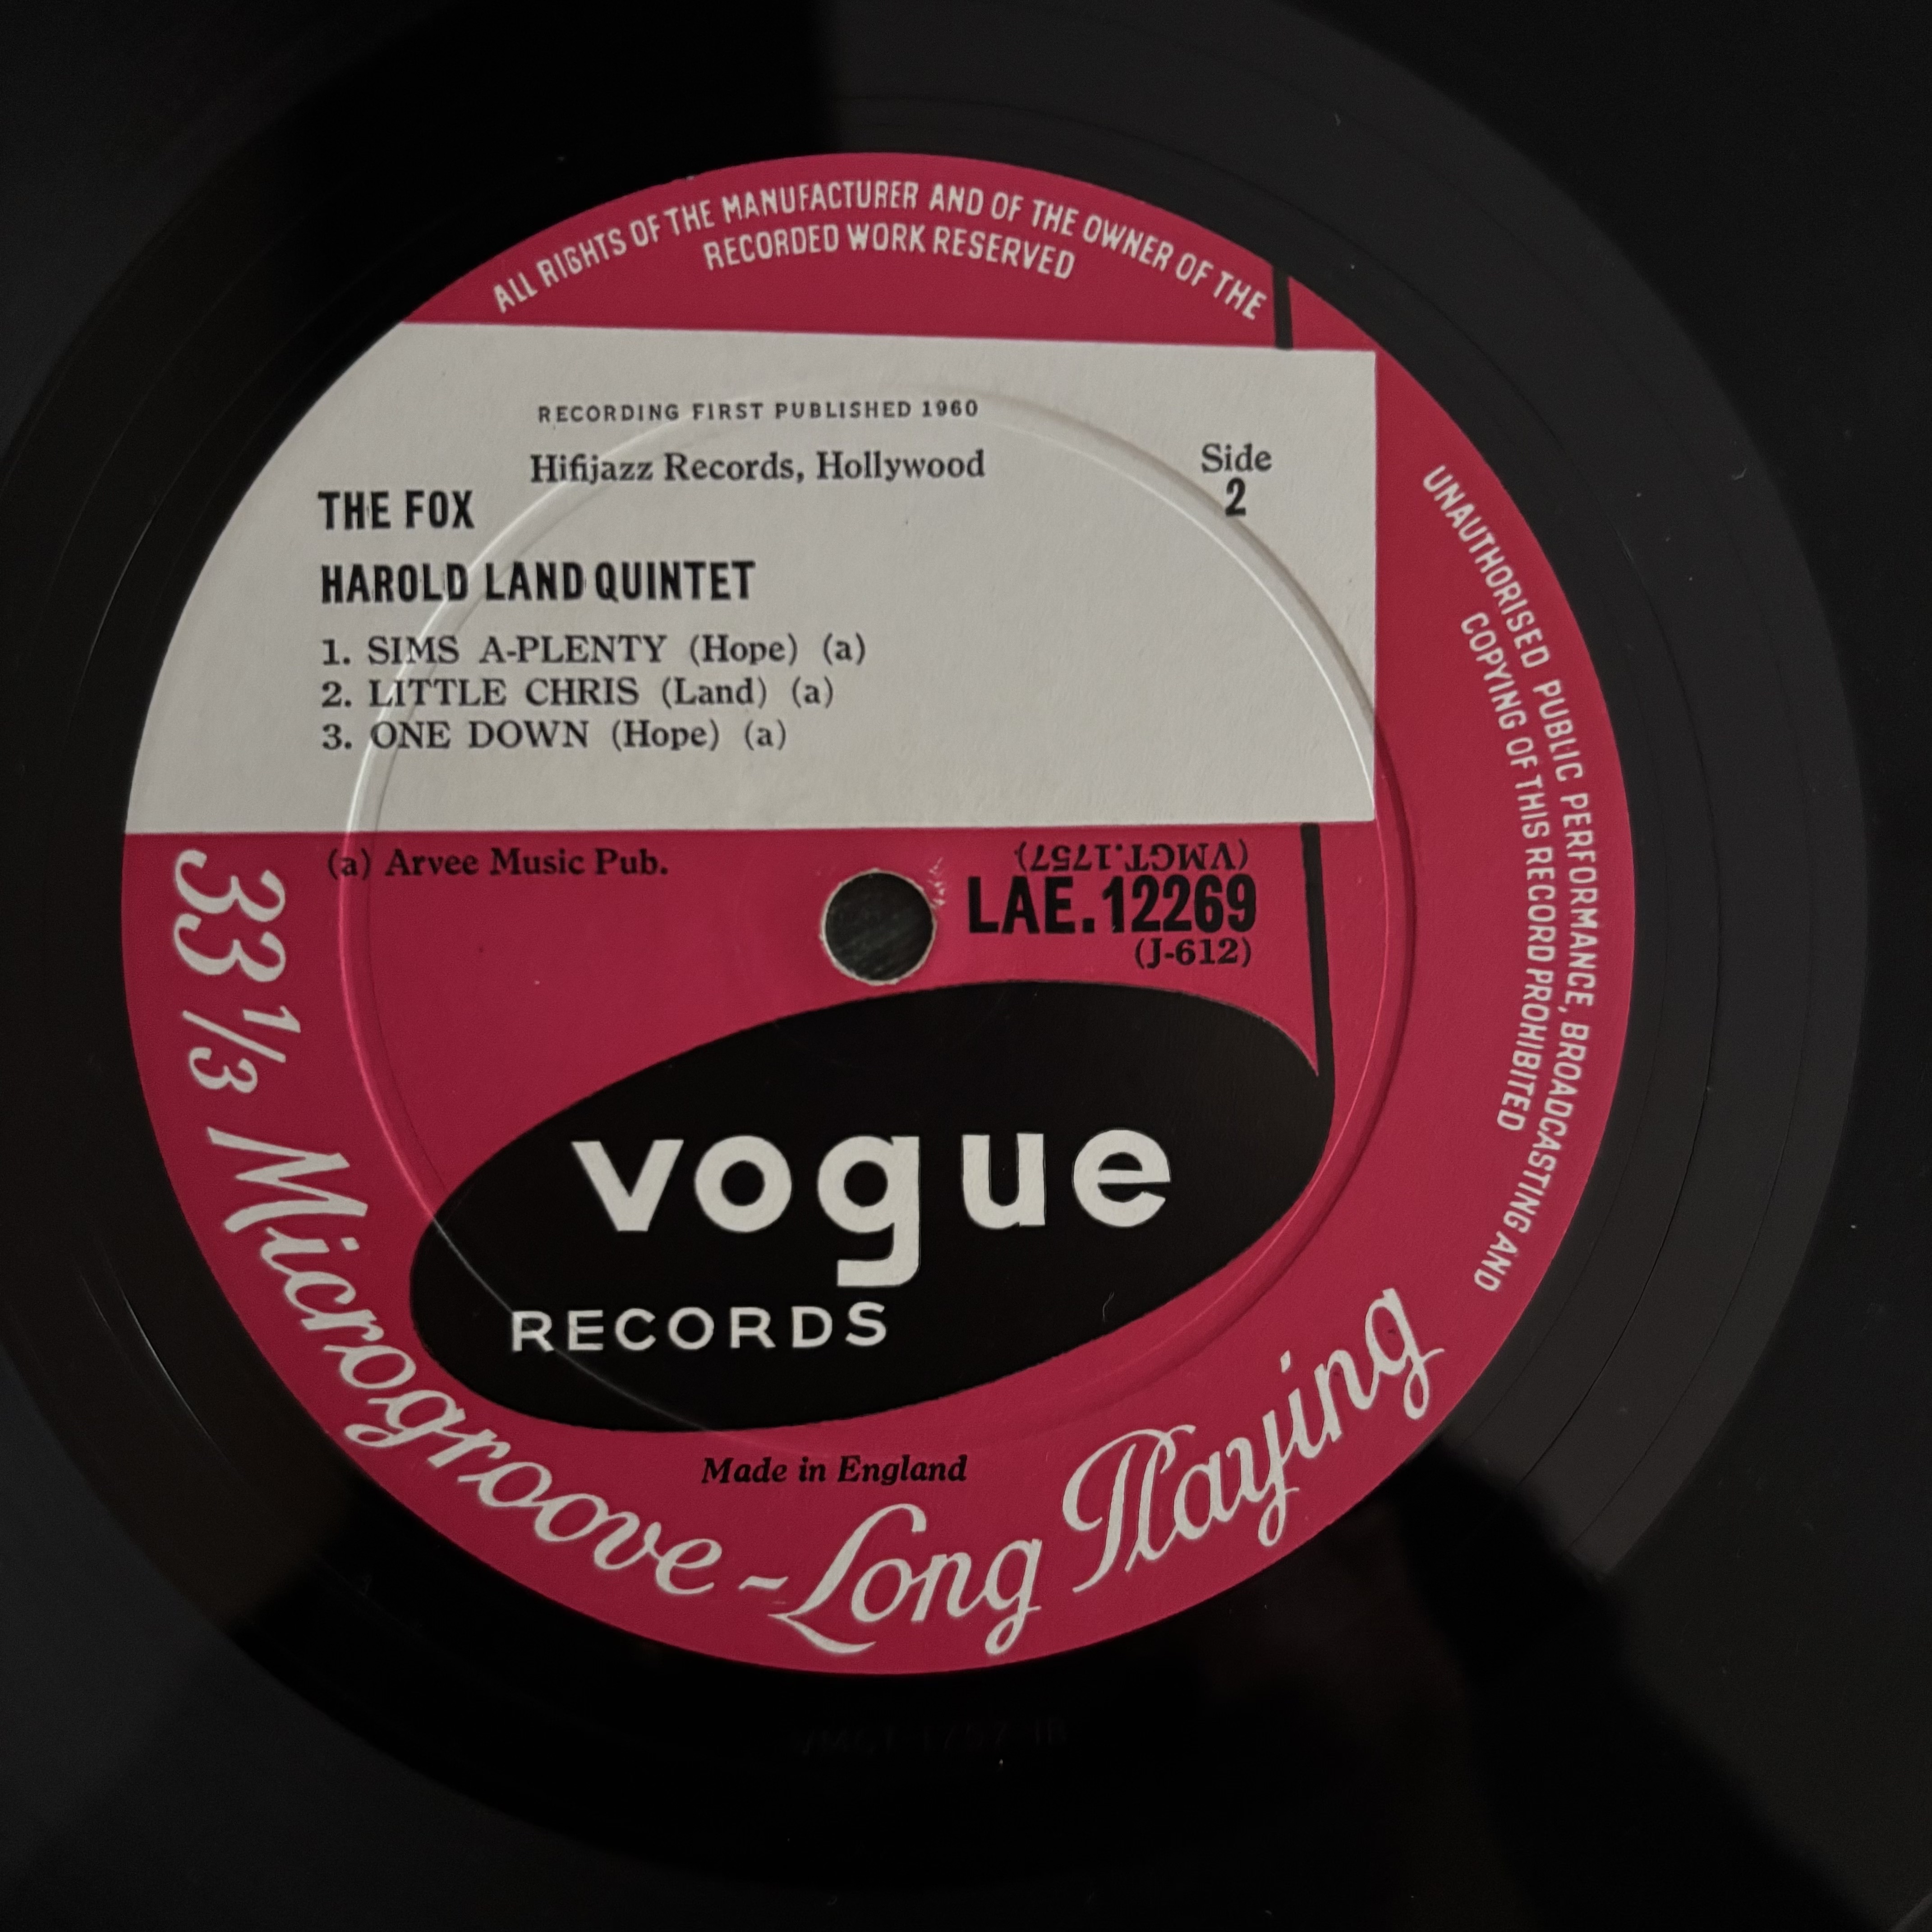 ALL RIGHTS OF THE MANUFACTURER AND OF THE OWNER OF THE
RECORDED WORK RESERVED
RECORDING FIRST PUBLISHED 1960
Hifijazz Records, Hollywood
Side
2
THE FOX
HAROLD LAND QUINTET
1. SIMS A-PLENTY (Hope) (a)
2. LITTLE CHRIS (Land) (a)
3. ONE DOWN (Hope) (a)
(a) Arvee Music Pub.
(VMGT.1757)
LAE.12269
(J-612)
vogue
RECORDS
Made in England
33 1/3 Microgroove - Long Playing
UNAUTHORISED PUBLIC PERFORMANCE, BROADCASTING AND
COPYING OF THIS RECORD PROHIBITED